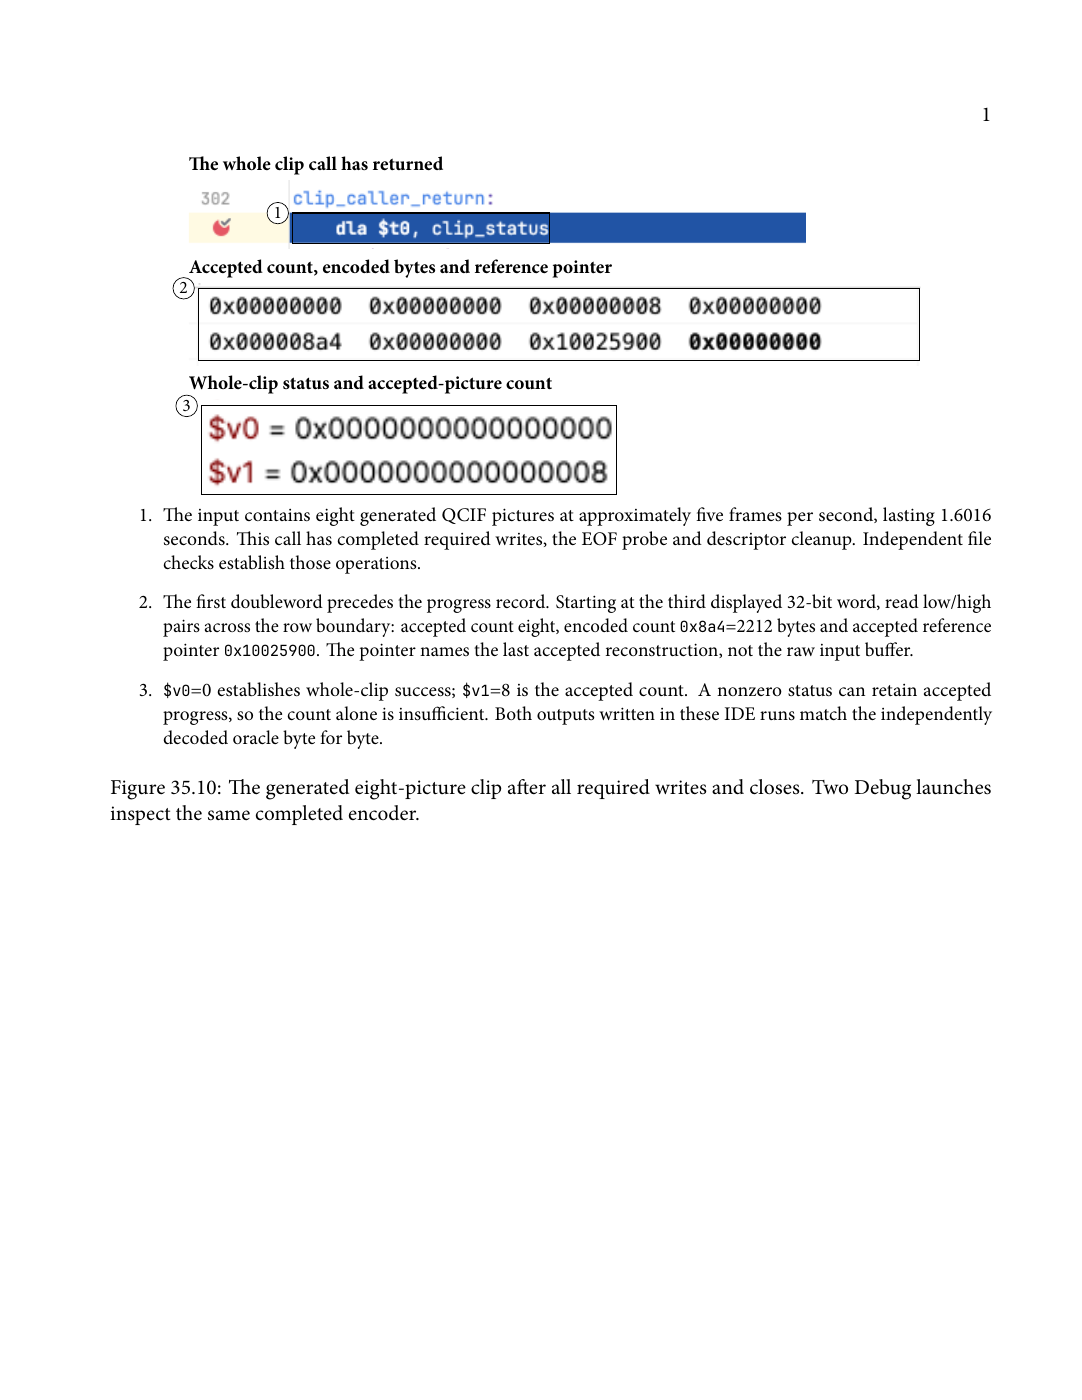 1
The whole clip call has returned
302 clip_caller_return:
1 dla $t0, clip_status
Accepted count, encoded bytes and reference pointer
2
0x00000000 0x00000000 0x00000008 0x00000000
0x000008a4 0x00000000 0x10025900 0x00000000
Whole-clip status and accepted-picture count
3
$v0 = 0x0000000000000000
$v1 = 0x0000000000000008
1. The input contains eight generated QCIF pictures at approximately five frames per second, lasting 1.6016
seconds. This call has completed required writes, the EOF probe and descriptor cleanup. Independent file
checks establish those operations.
2. The first doubleword precedes the progress record. Starting at the third displayed 32-bit word, read low/high
pairs across the row boundary: accepted count eight, encoded count 0x8a4=2212 bytes and accepted reference
pointer 0x10025900. The pointer names the last accepted reconstruction, not the raw input buffer.
3. $v0=0 establishes whole-clip success; $v1=8 is the accepted count. A nonzero status can retain accepted
progress, so the count alone is insufficient. Both outputs written in these IDE runs match the independently
decoded oracle byte for byte.
Figure 35.10: The generated eight-picture clip after all required writes and closes. Two Debug launches
inspect the same completed encoder.